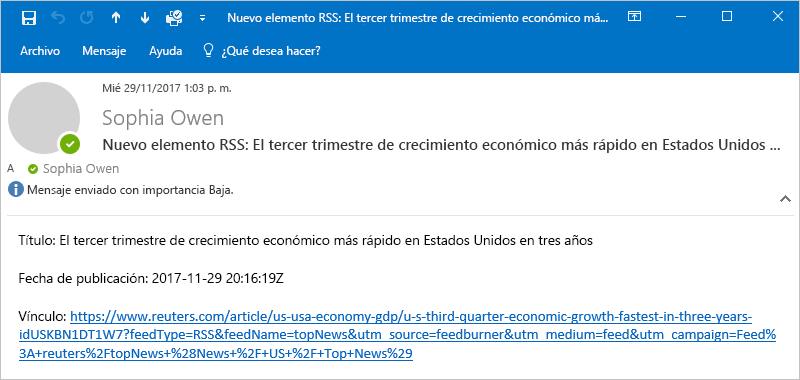 Nuevo elemento RSS: El tercer trimestre de crecimiento económico má...
Archivo Mensaje Ayuda ¿Qué desea hacer?
Mié 29/11/2017 1:03 p. m.
Sophia Owen
Nuevo elemento RSS: El tercer trimestre de crecimiento económico más rápido en Estados Unidos ...
A Sophia Owen
Mensaje enviado con importancia Baja.
Título: El tercer trimestre de crecimiento económico más rápido en Estados Unidos en tres años
Fecha de publicación: 2017-11-29 20:16:19Z
Vínculo: https://www.reuters.com/article/us-usa-economy-gdp/u-s-third-quarter-economic-growth-fastest-in-three-years-
idUSKBN1DT1W7?feedType=RSS&feedName=topNews&utm_source=feedburner&utm_medium=feed&utm_campaign=Feed%
3A+reuters%2FtopNews+%28News+%2F+US+%2F+Top+News%29